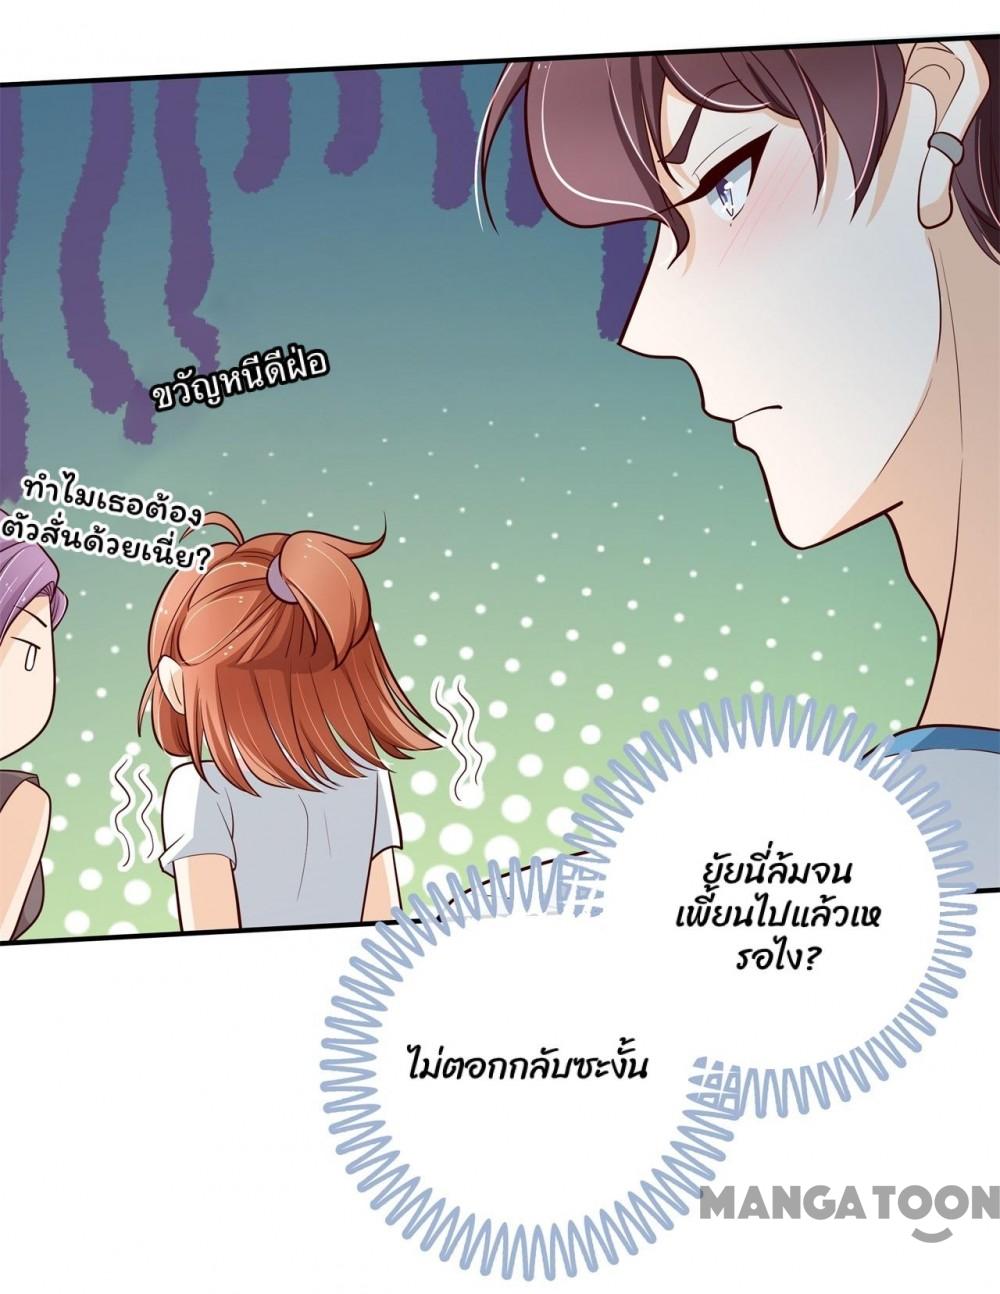 ขวัญหนีดีฝ่อ
ทำไมเธอต้อง
ตัวสั่นด้วยเนี่ย?
ยัยนี่ล้มจน
เพี้ยนไปแล้วเห
รอไง?
ไม่ตอกกลับซะงั้น
MANGATOON